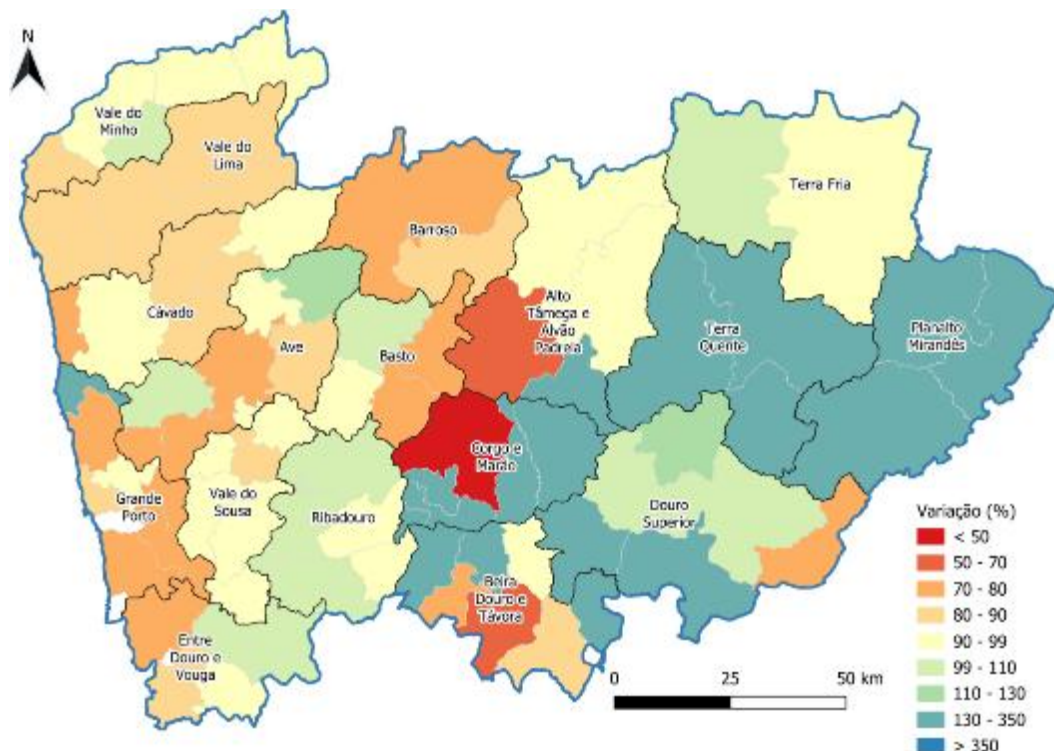 N
Vale do
Minho
Vale do
Lima
Terra Fria
Barroso
Cávado
Alto
Tâmega e
Alvão
Padrela
Terra
Quente
Planalto
Mirandês
Ave
Basto
Corgo e
Marão
Grande
Porto
Vale do
Sousa
Ribadouro
Douro
Superior
Beira
Douro e
Távora
Entre
Douro e
Vouga
0 25 50 km
Variação (%)
< 50
50 - 70
70 - 80
80 - 90
90 - 99
99 - 110
110 - 130
130 - 350
> 350